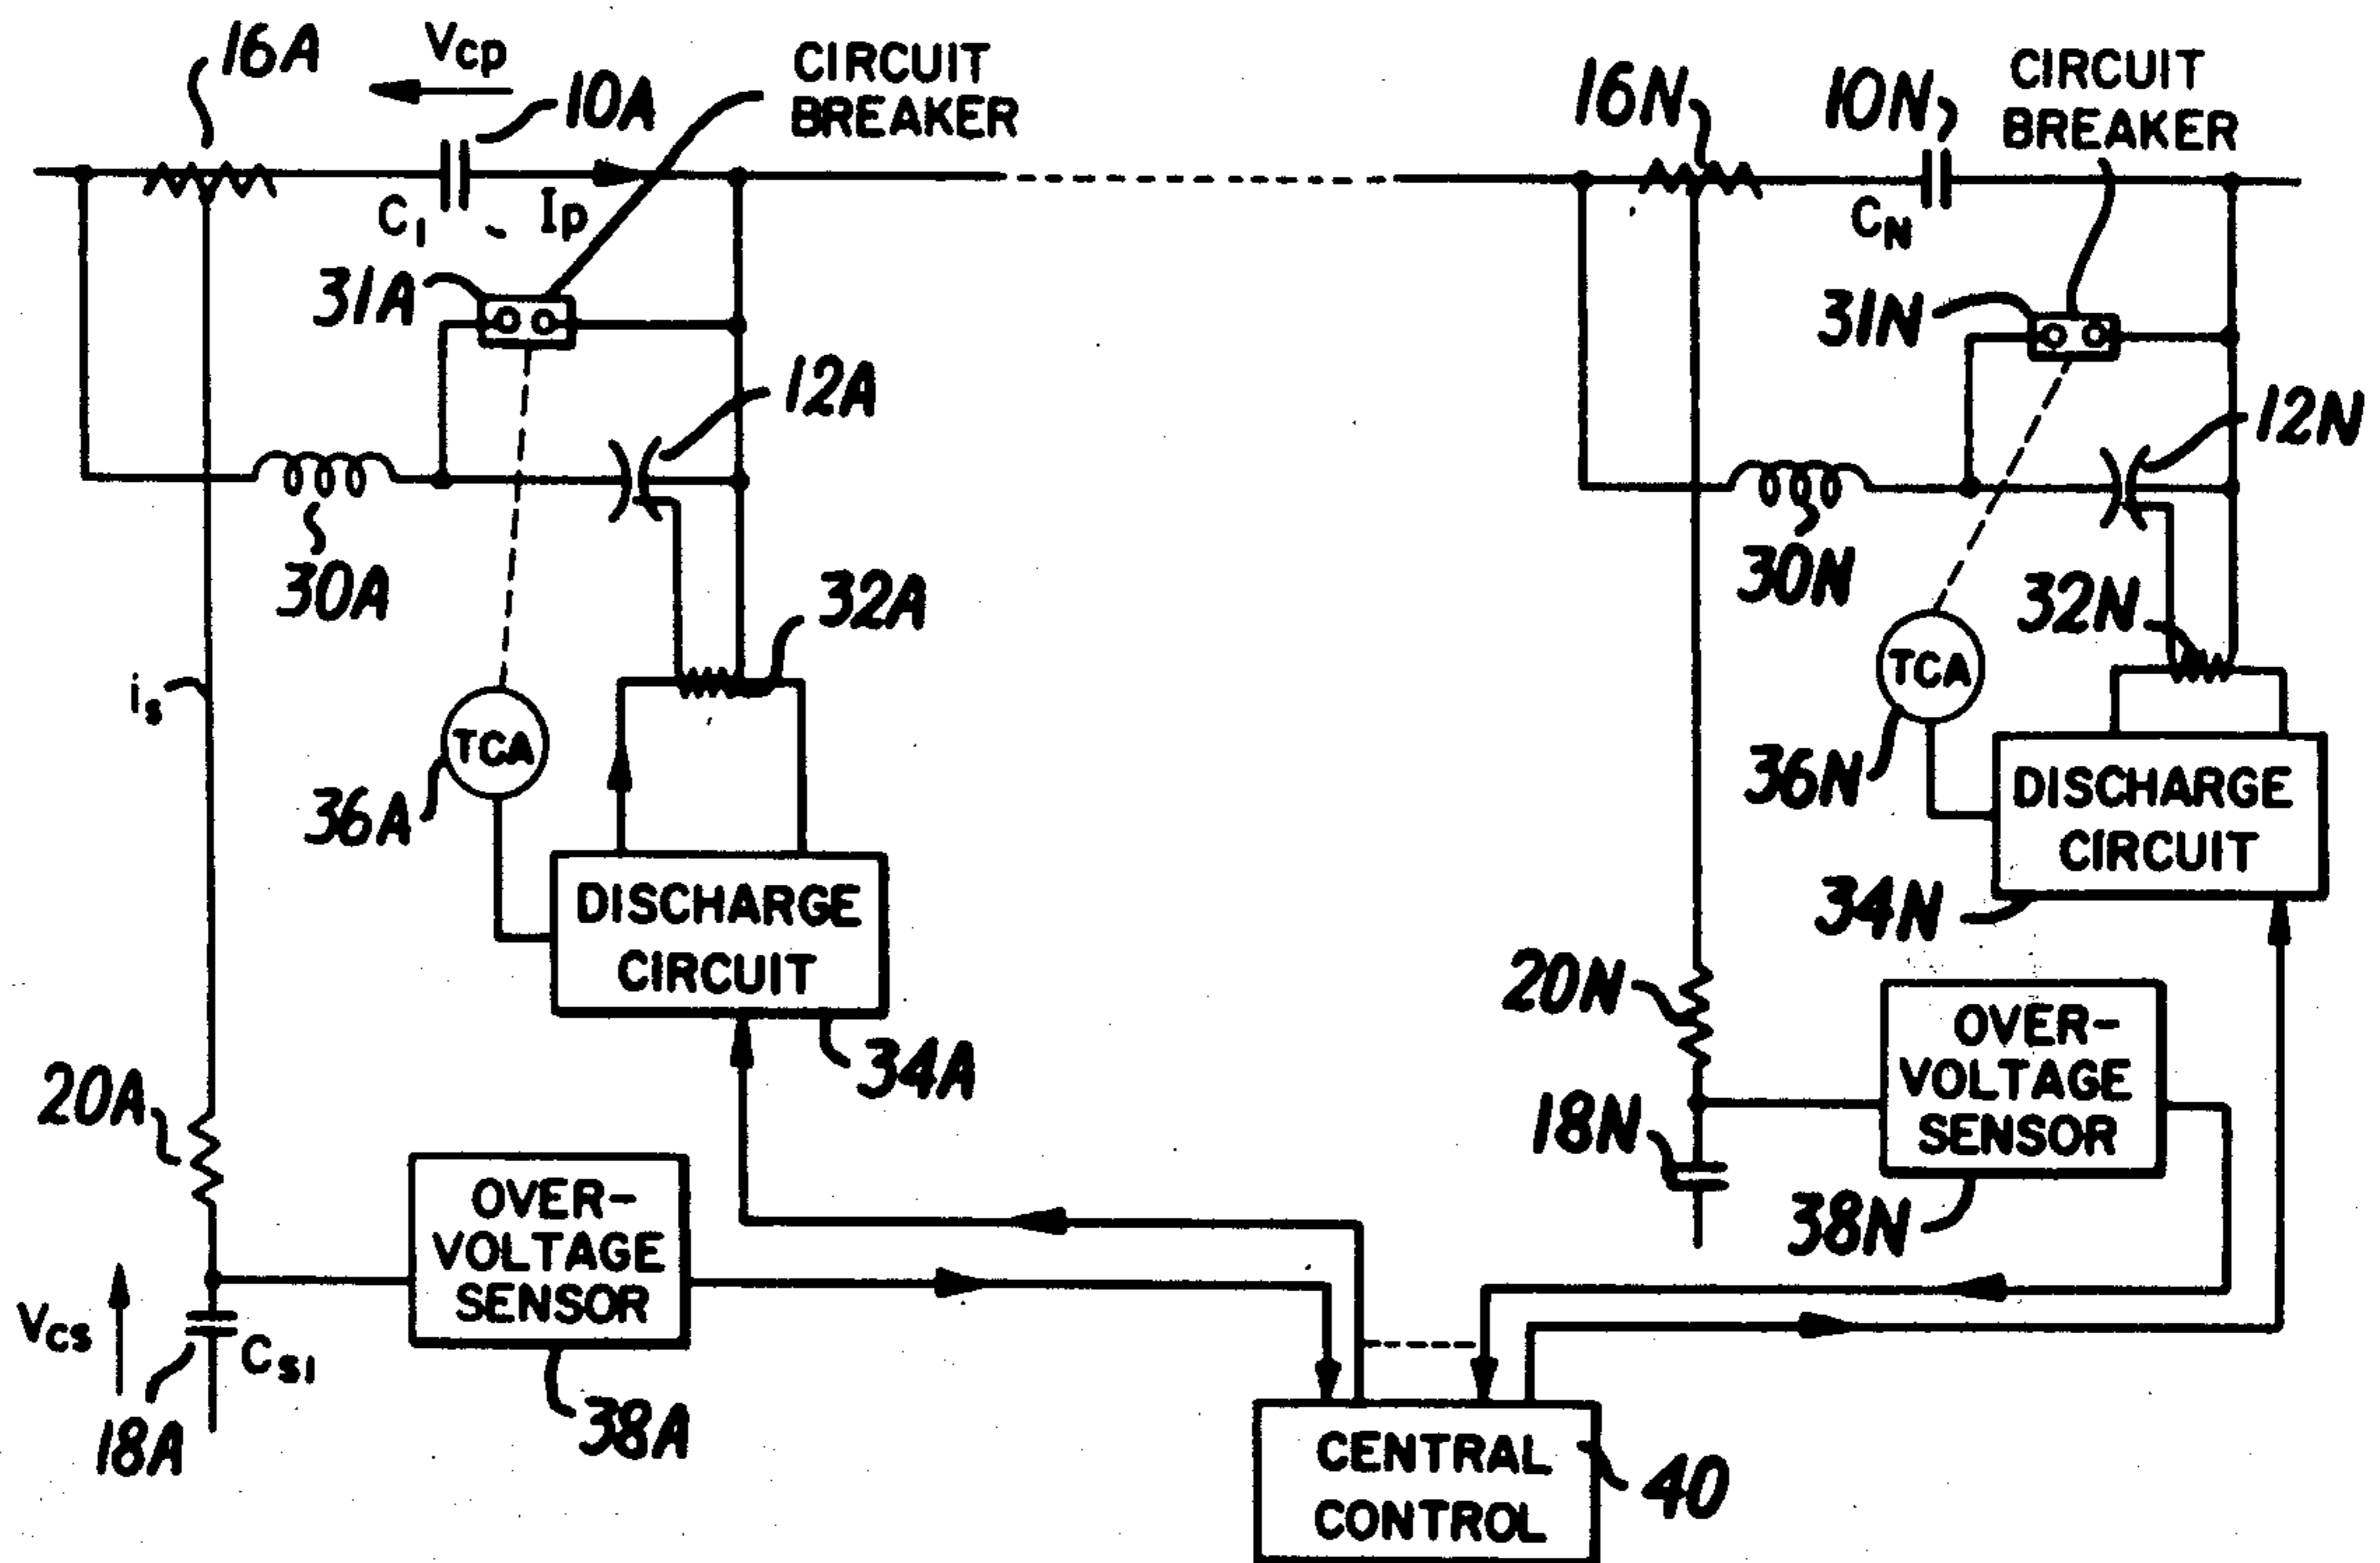 16A
Vcp
10A
CIRCUIT
BREAKER
16N
10N
CIRCUIT
BREAKER
C1
Ip
CN
31A
31N
12A
12N
30A
30N
32A
32N
is
TCA
TCA
36A
36N
DISCHARGE
CIRCUIT
DISCHARGE
CIRCUIT
34A
34N
20A
20N
OVER-
VOLTAGE
SENSOR
18N
38N
OVER-
VOLTAGE
SENSOR
Vcs
Cs1
18A
38A
CENTRAL
CONTROL
40